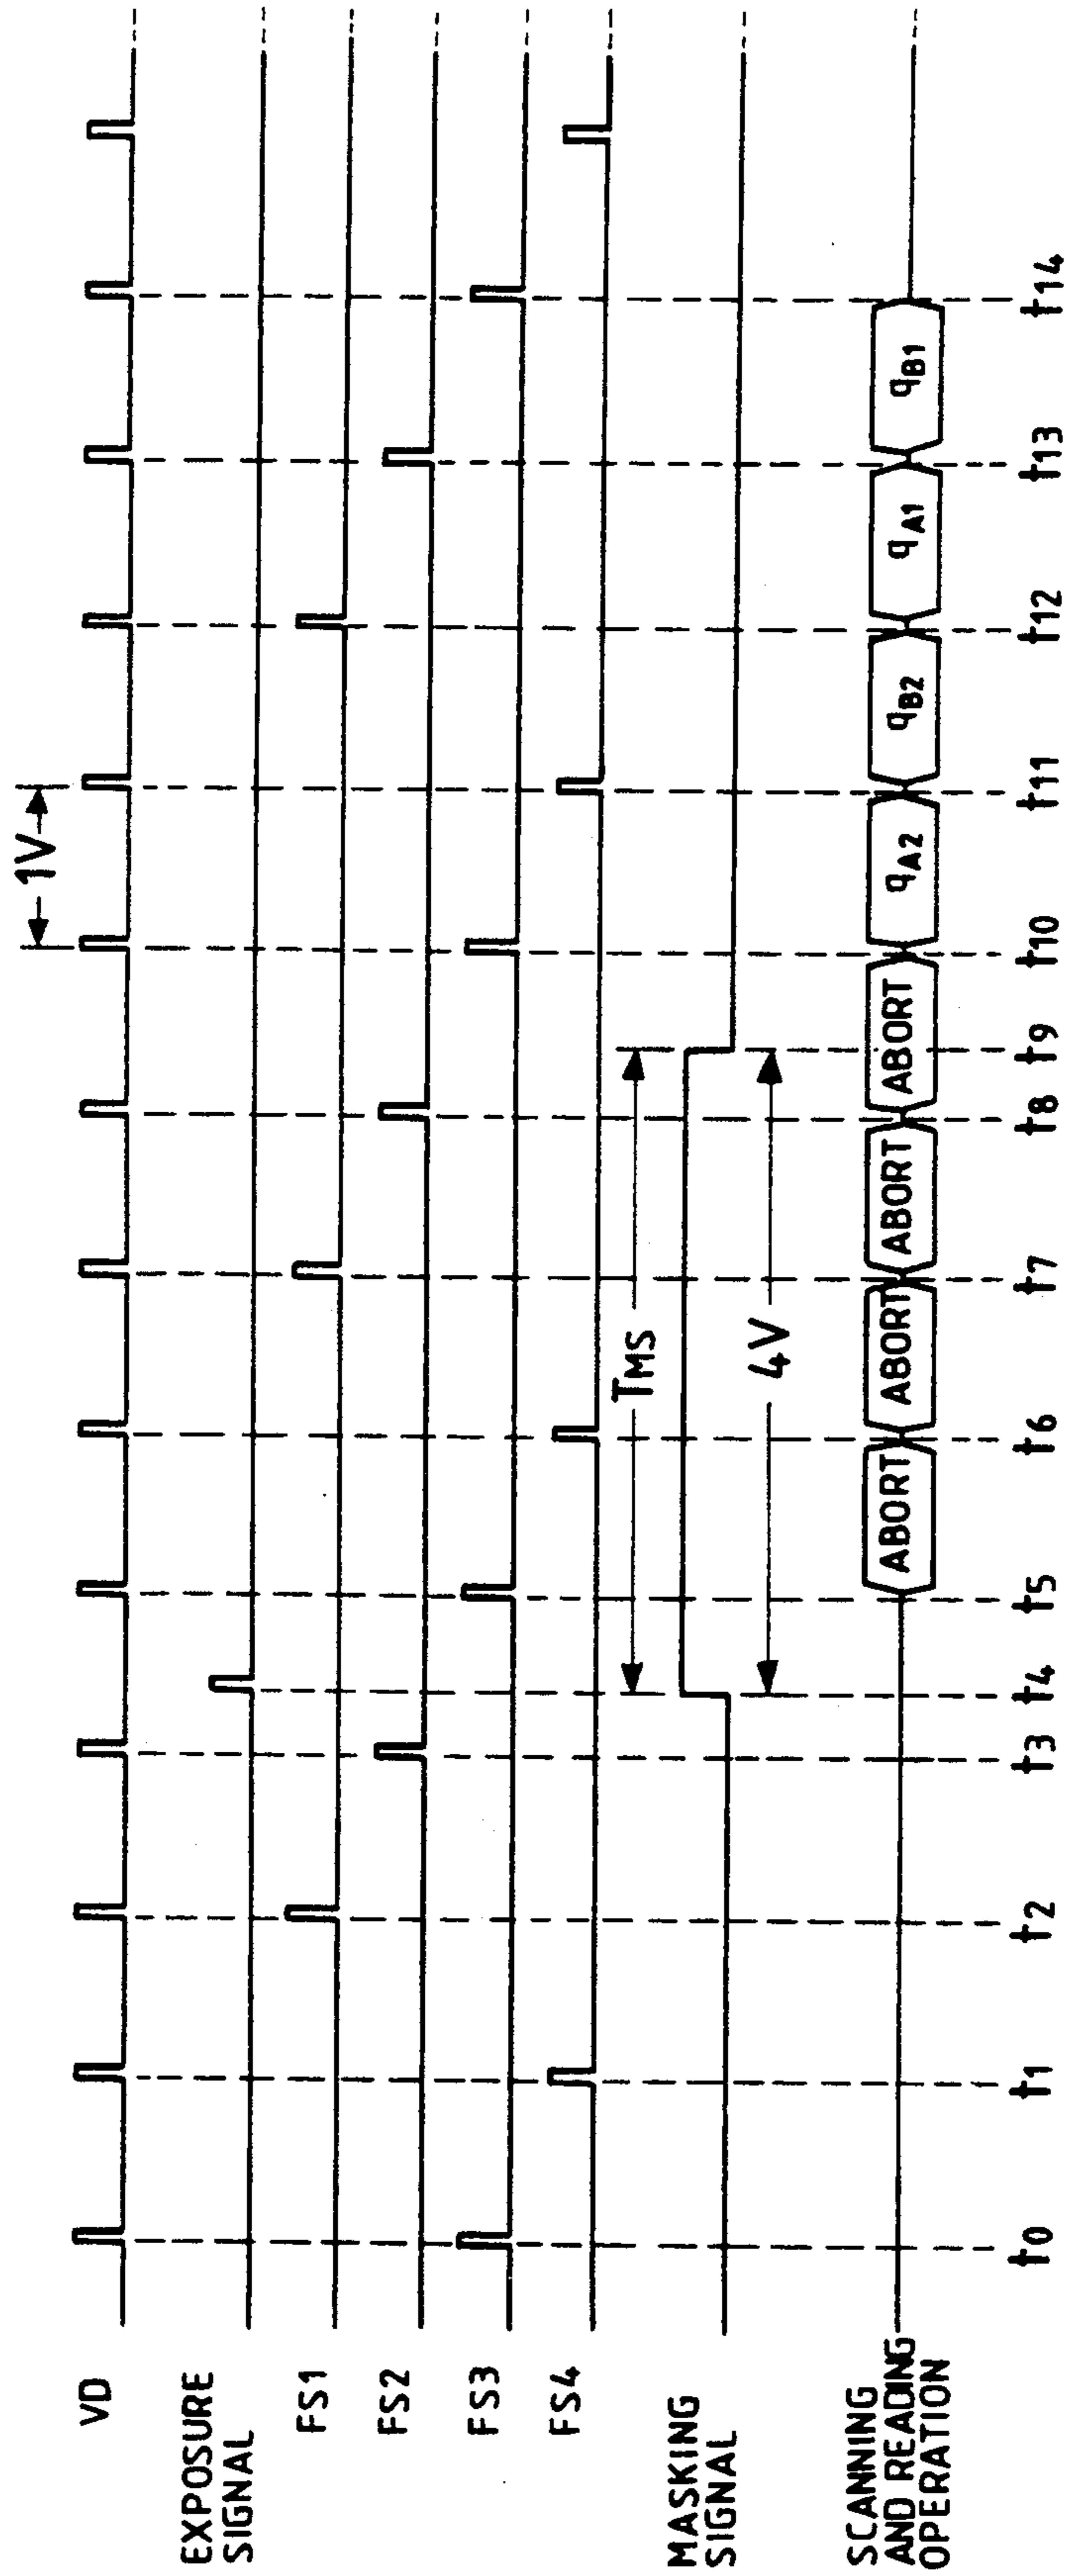 1V
VD
EXPOSURE
SIGNAL
FS1
FS2
FS3
FS4
TMS
MASKING
SIGNAL
4V
SCANNING
AND READING
OPERATION
ABORT ABORT ABORT ABORT qA2 qB2 qA1 qB1
t0 t1 t2 t3 t4 t5 t6 t7 t8 t9 t10 t11 t12 t13 t14